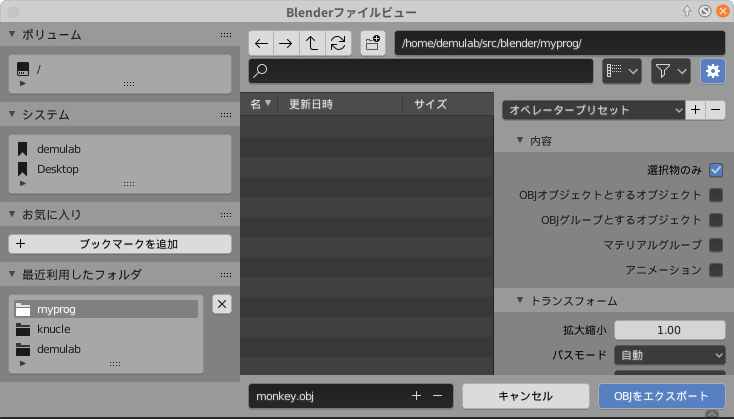 Blenderファイルビュー
ボリューム
/
システム
demulab
Desktop
お気に入り
ブックマークを追加
最近利用したフォルダ
myprog
knucle
demulab
/home/demulab/src/blender/myprog/
名 更新日時 サイズ
オペレータープリセット
内容
選択物のみ
OBJオブジェクトとするオブジェクト
OBJグループとするオブジェクト
マテリアルグループ
アニメーション
トランスフォーム
拡大縮小 1.00
パスモード 自動
monkey.obj
キャンセル
OBJをエクスポート